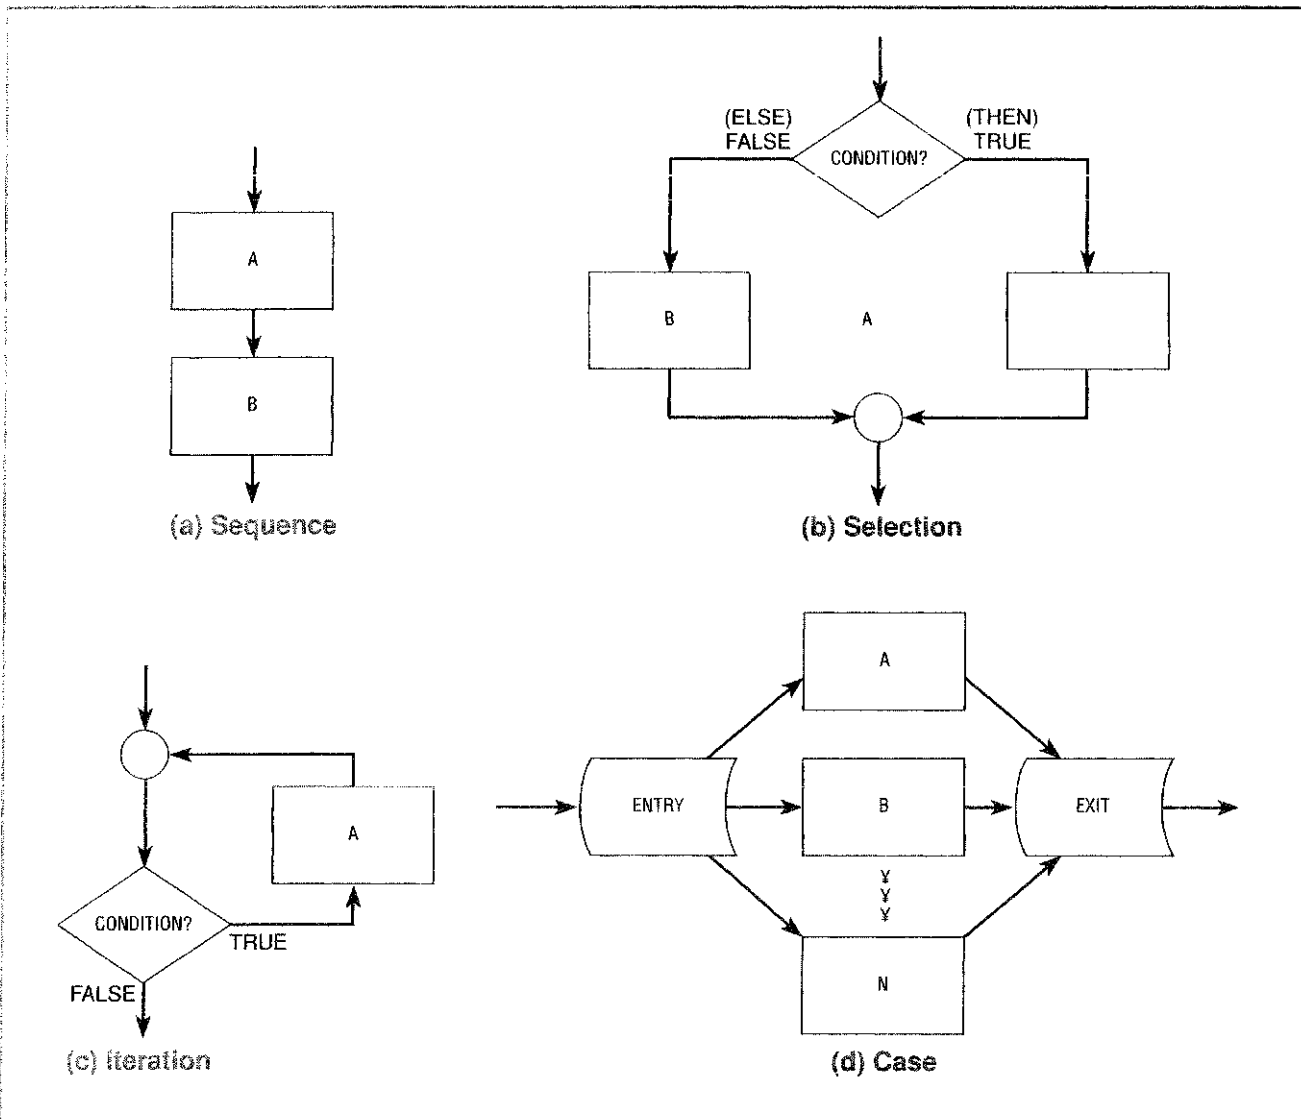 A
B
(a) Sequence
(ELSE)
FALSE
(THEN)
TRUE
CONDITION?
B
A
(b) Selection
A
CONDITION?
TRUE
FALSE
(c) Iteration
A
ENTRY
B
EXIT
¥
¥
¥
N
(d) Case